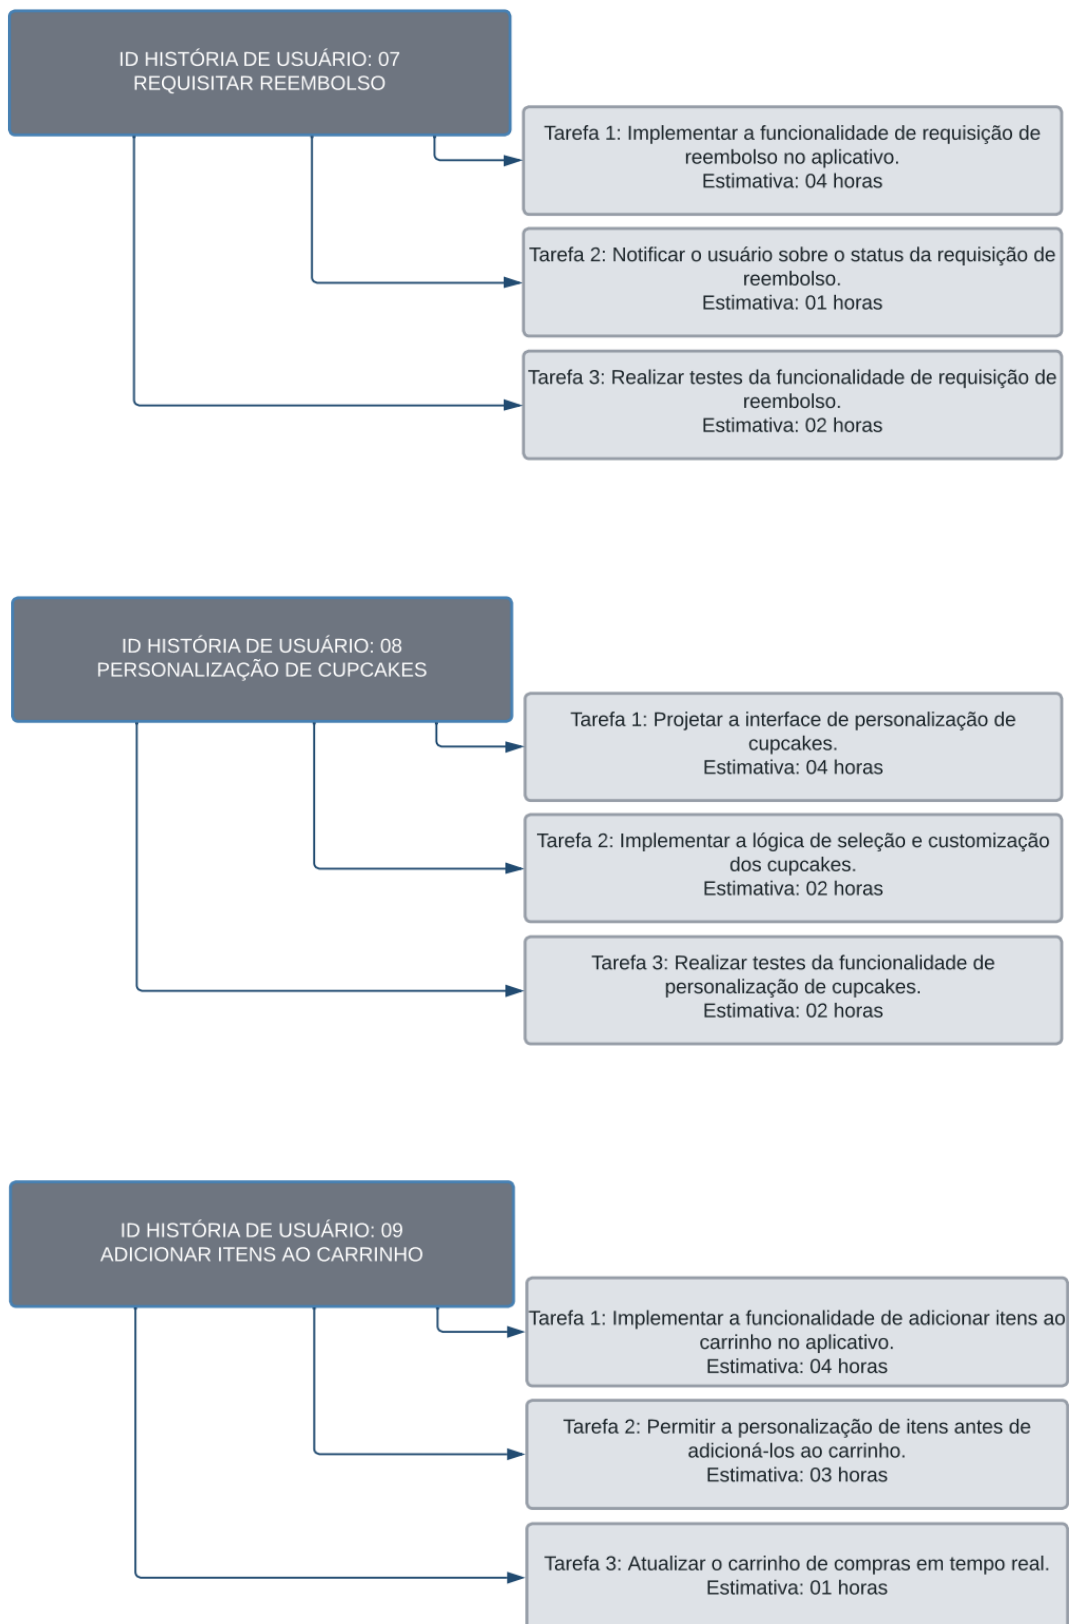 ID HISTÓRIA DE USUÁRIO: 07
REQUISITAR REEMBOLSO
Tarefa 1: Implementar a funcionalidade de requisição de
reembolso no aplicativo.
Estimativa: 04 horas
Tarefa 2: Notificar o usuário sobre o status da requisição de
reembolso.
Estimativa: 01 horas
Tarefa 3: Realizar testes da funcionalidade de requisição de
reembolso.
Estimativa: 02 horas
ID HISTÓRIA DE USUÁRIO: 08
PERSONALIZAÇÃO DE CUPCAKES
Tarefa 1: Projetar a interface de personalização de
cupcakes.
Estimativa: 04 horas
Tarefa 2: Implementar a lógica de seleção e customização
dos cupcakes.
Estimativa: 02 horas
Tarefa 3: Realizar testes da funcionalidade de
personalização de cupcakes.
Estimativa: 02 horas
ID HISTÓRIA DE USUÁRIO: 09
ADICIONAR ITENS AO CARRINHO
Tarefa 1: Implementar a funcionalidade de adicionar itens ao
carrinho no aplicativo.
Estimativa: 04 horas
Tarefa 2: Permitir a personalização de itens antes de
adicioná-los ao carrinho.
Estimativa: 03 horas
Tarefa 3: Atualizar o carrinho de compras em tempo real.
Estimativa: 01 horas